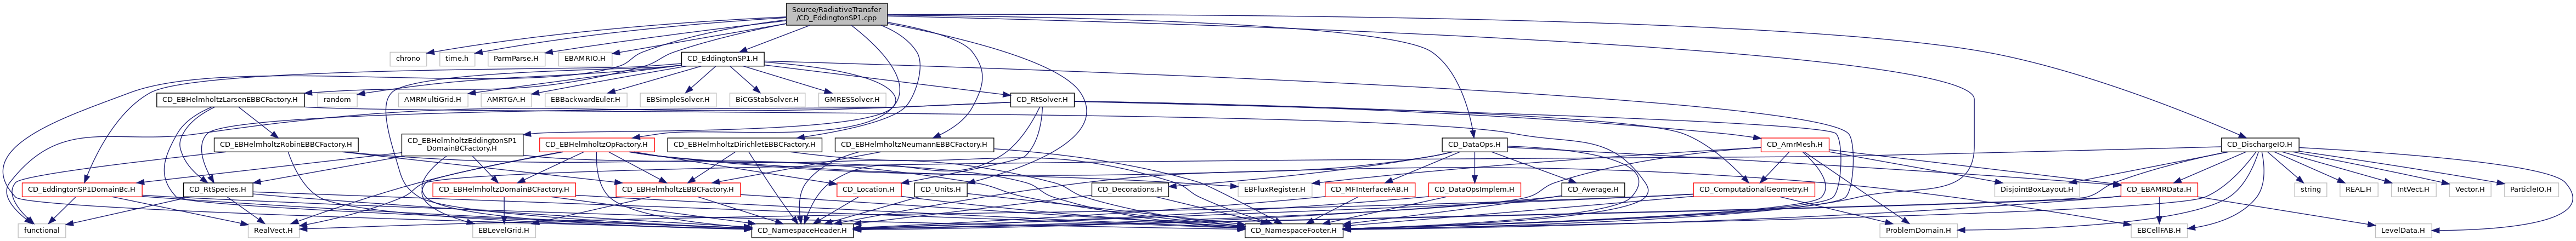 Source/RadiativeTransfer
/CD_EddingtonSP1.cpp
chrono
time.h
ParmParse.H
EBAMRIO.H
CD_EddingtonSP1.H
CD_EBHelmholtzLarsenEBBCFactory.H
random
AMRMultiGrid.H
AMRTGA.H
EBBackwardEuler.H
EBSimpleSolver.H
BiCGStabSolver.H
GMRESSolver.H
CD_RtSolver.H
CD_EBHelmholtzRobinEBBCFactory.H
CD_EBHelmholtzEddingtonSP1
DomainBCFactory.H
CD_EBHelmholtzOpFactory.H
CD_EBHelmholtzDirichletEBBCFactory.H
CD_EBHelmholtzNeumannEBBCFactory.H
CD_DataOps.H
CD_AmrMesh.H
CD_DischargeIO.H
CD_EddingtonSP1DomainBc.H
CD_RtSpecies.H
CD_EBHelmholtzDomainBCFactory.H
CD_EBHelmholtzEBBCFactory.H
CD_Location.H
CD_Units.H
CD_Decorations.H
EBFluxRegister.H
CD_MFInterfaceFAB.H
CD_DataOpsImplem.H
CD_Average.H
CD_ComputationalGeometry.H
DisjointBoxLayout.H
CD_EBAMRData.H
string
REAL.H
IntVect.H
Vector.H
ParticleIO.H
functional
RealVect.H
EBLevelGrid.H
CD_NamespaceHeader.H
CD_NamespaceFooter.H
ProblemDomain.H
EBCellFAB.H
LevelData.H